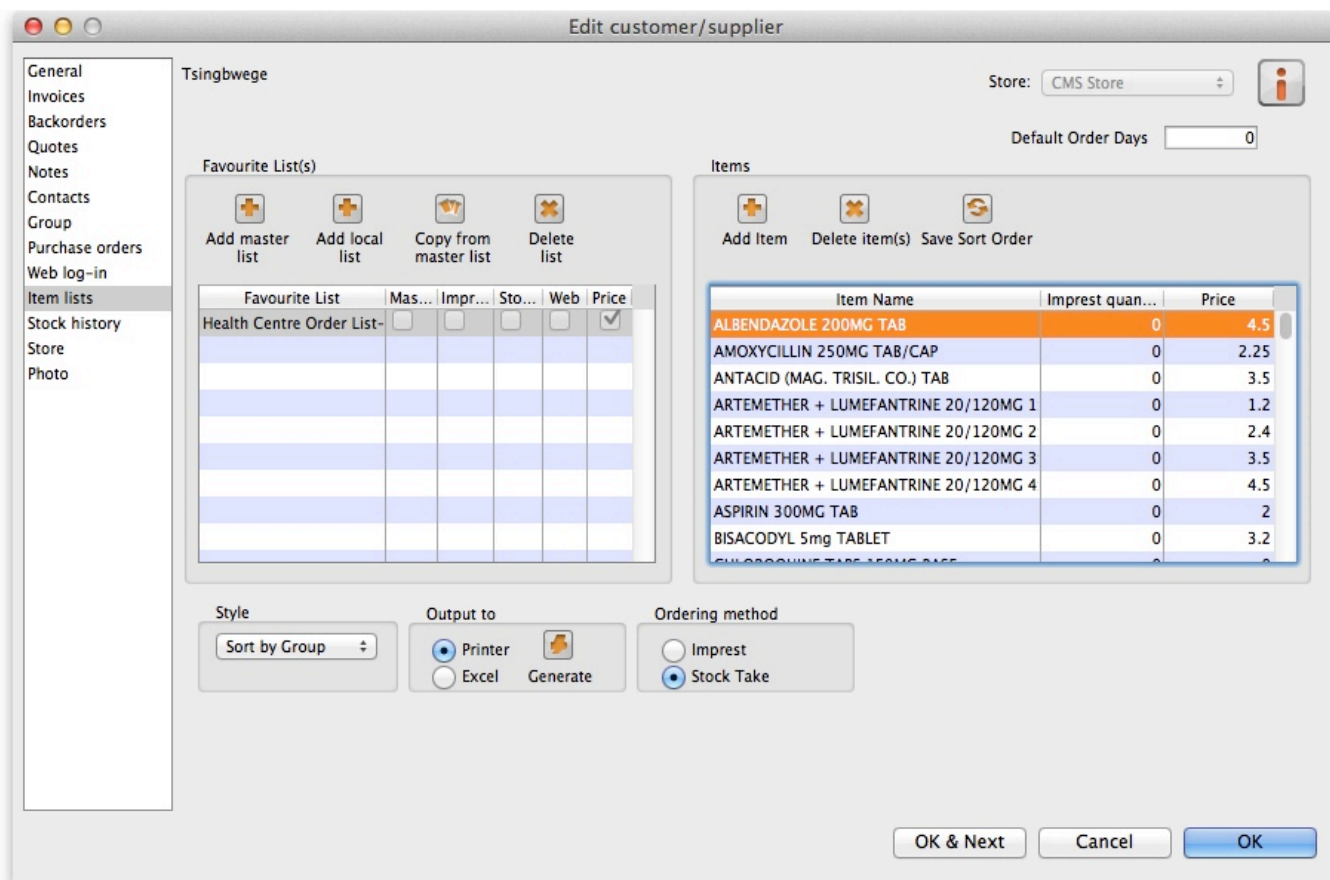 Edit customer/supplier
General
Invoices
Backorders
Quotes
Notes
Contacts
Group
Purchase orders
Web log-in
Item lists
Stock history
Store
Photo
Tsingbwege
Store: CMS Store
Default Order Days 0
Favourite List(s)
Add master list
Add local list
Copy from master list
Delete list
Favourite List Mas... Impr... Sto... Web Price
Health Centre Order List-
Items
Add Item Delete item(s) Save Sort Order
Item Name Imprest quan... Price
ALBENDAZOLE 200MG TAB 0 4.5
AMOXYCILLIN 250MG TAB/CAP 0 2.25
ANTACID (MAG. TRISIL. CO.) TAB 0 3.5
ARTEMETHER + LUMEFANTRINE 20/120MG 1 0 1.2
ARTEMETHER + LUMEFANTRINE 20/120MG 2 0 2.4
ARTEMETHER + LUMEFANTRINE 20/120MG 3 0 3.5
ARTEMETHER + LUMEFANTRINE 20/120MG 4 0 4.5
ASPIRIN 300MG TAB 0 2
BISACODYL 5mg TABLET 0 3.2
Style
Sort by Group
Output to
Printer
Excel
Generate
Ordering method
Imprest
Stock Take
OK & Next Cancel OK